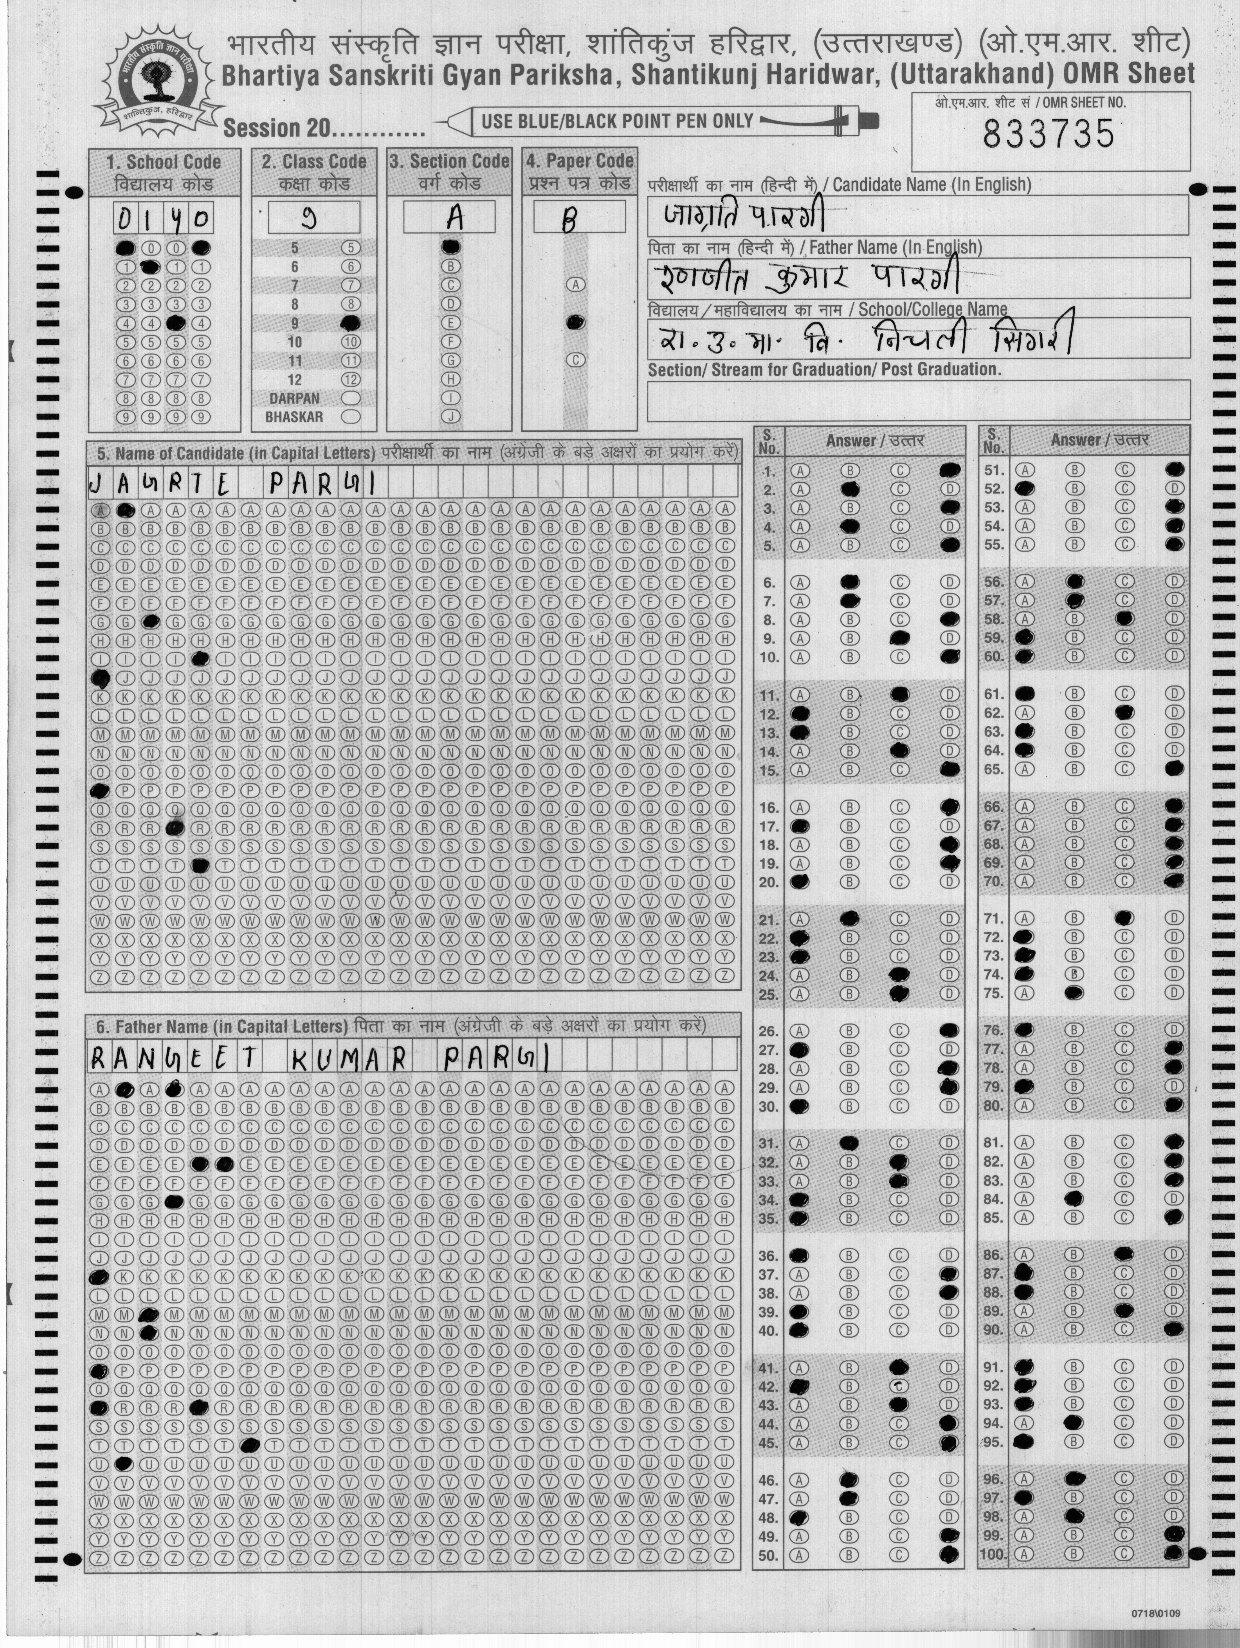 भारतीय संस्कृति ज्ञान परीक्षा, शांतिकुंज हरिद्वार, (उत्तराखण्ड) (ओ.एम.आर. शीट)
Bhartiya Sanskriti Gyan Pariksha, Shantikunj Haridwar, (Uttarakhand) OMR Sheet
Session 20............
USE BLUE/BLACK POINT PEN ONLY
ओ.एम.आर. शीट सं / OMR SHEET NO.
833735
1. School Code
विद्यालय कोड
0140
2. Class Code
कक्षा कोड
9
5
6
7
8
9
10
11
12
DARPAN
BHASKAR
3. Section Code
वर्ग कोड
A
4. Paper Code
प्रश्न पत्र कोड
B
परीक्षार्थी का नाम (हिन्दी में) / Candidate Name (In English)
जाग्रति पारगी
पिता का नाम (हिन्दी में) / Father Name (In English)
रणजीत कुमार पारगी
विद्यालय/महाविद्यालय का नाम / School/College Name
रा. उ. मा. वि. निचली सिगरी
Section/ Stream for Graduation/ Post Graduation.
5. Name of Candidate (in Capital Letters) परीक्षार्थी का नाम (अंग्रेजी के बड़े अक्षरों का प्रयोग करें)
JAGRTE PARGI
6. Father Name (in Capital Letters) पिता का नाम (अंग्रेजी के बड़े अक्षरों का प्रयोग करें)
RANGEET KUMAR PARGI
S. No. Answer / उत्तर
S. No. Answer / उत्तर
0718\0109